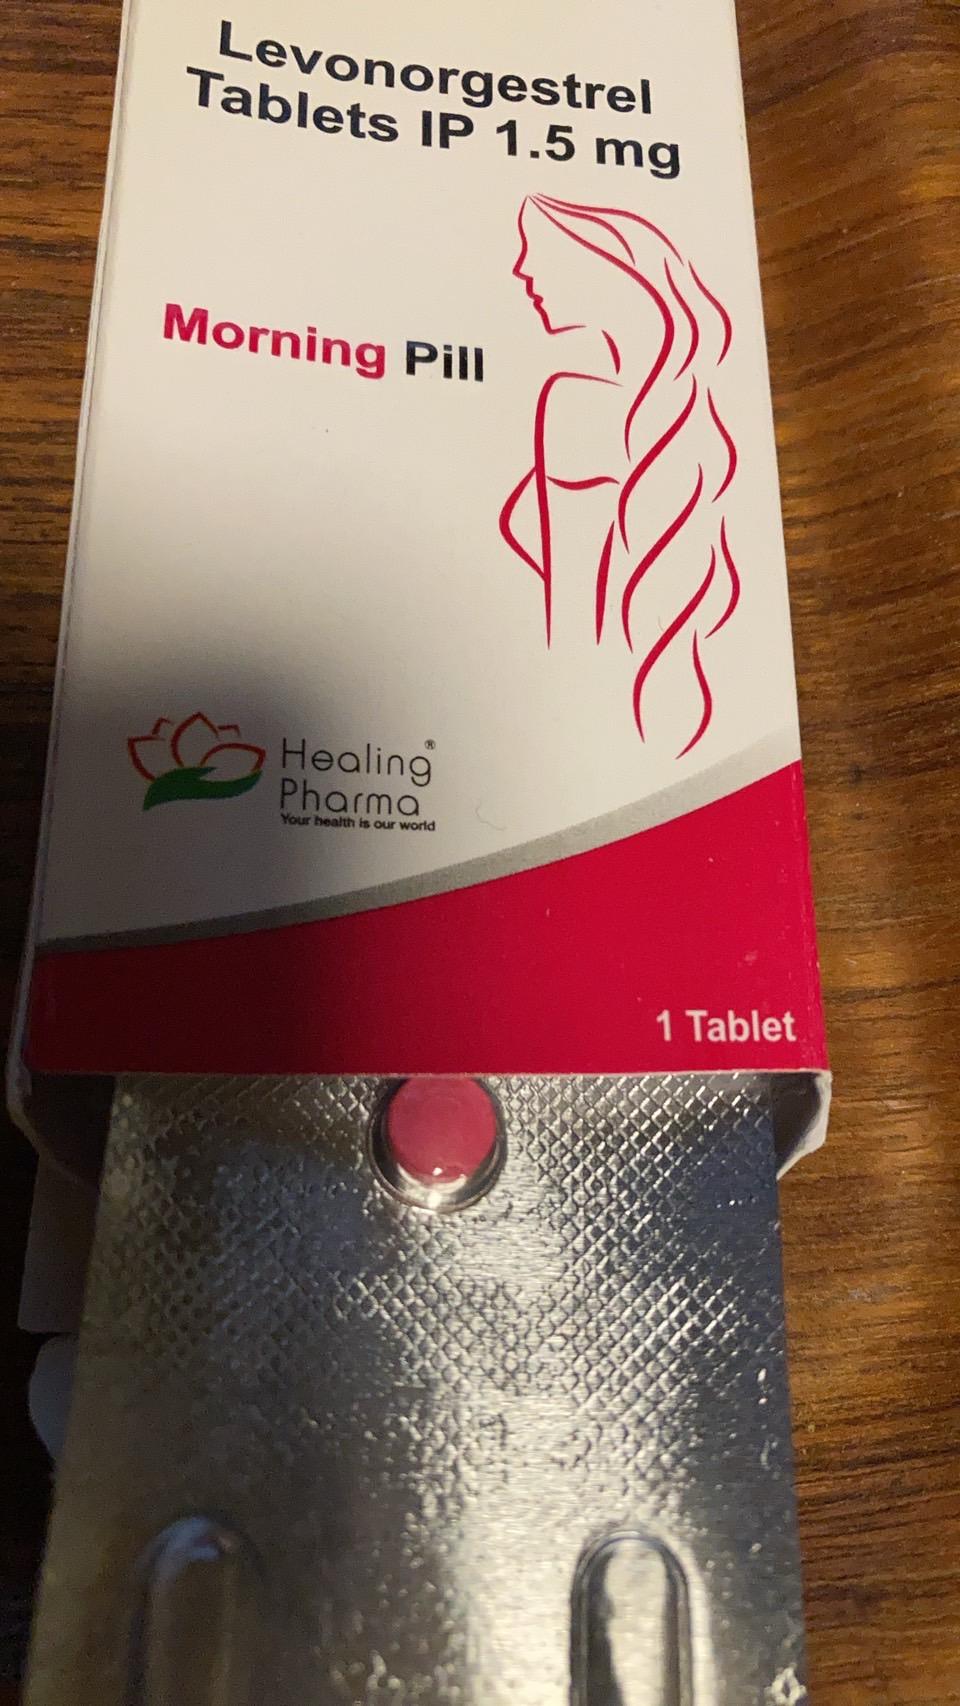 Levonorgestrel
Tablets IP 1.5 mg
Morning Pill
Healing®
Pharma
Your health is our world
1 Tablet